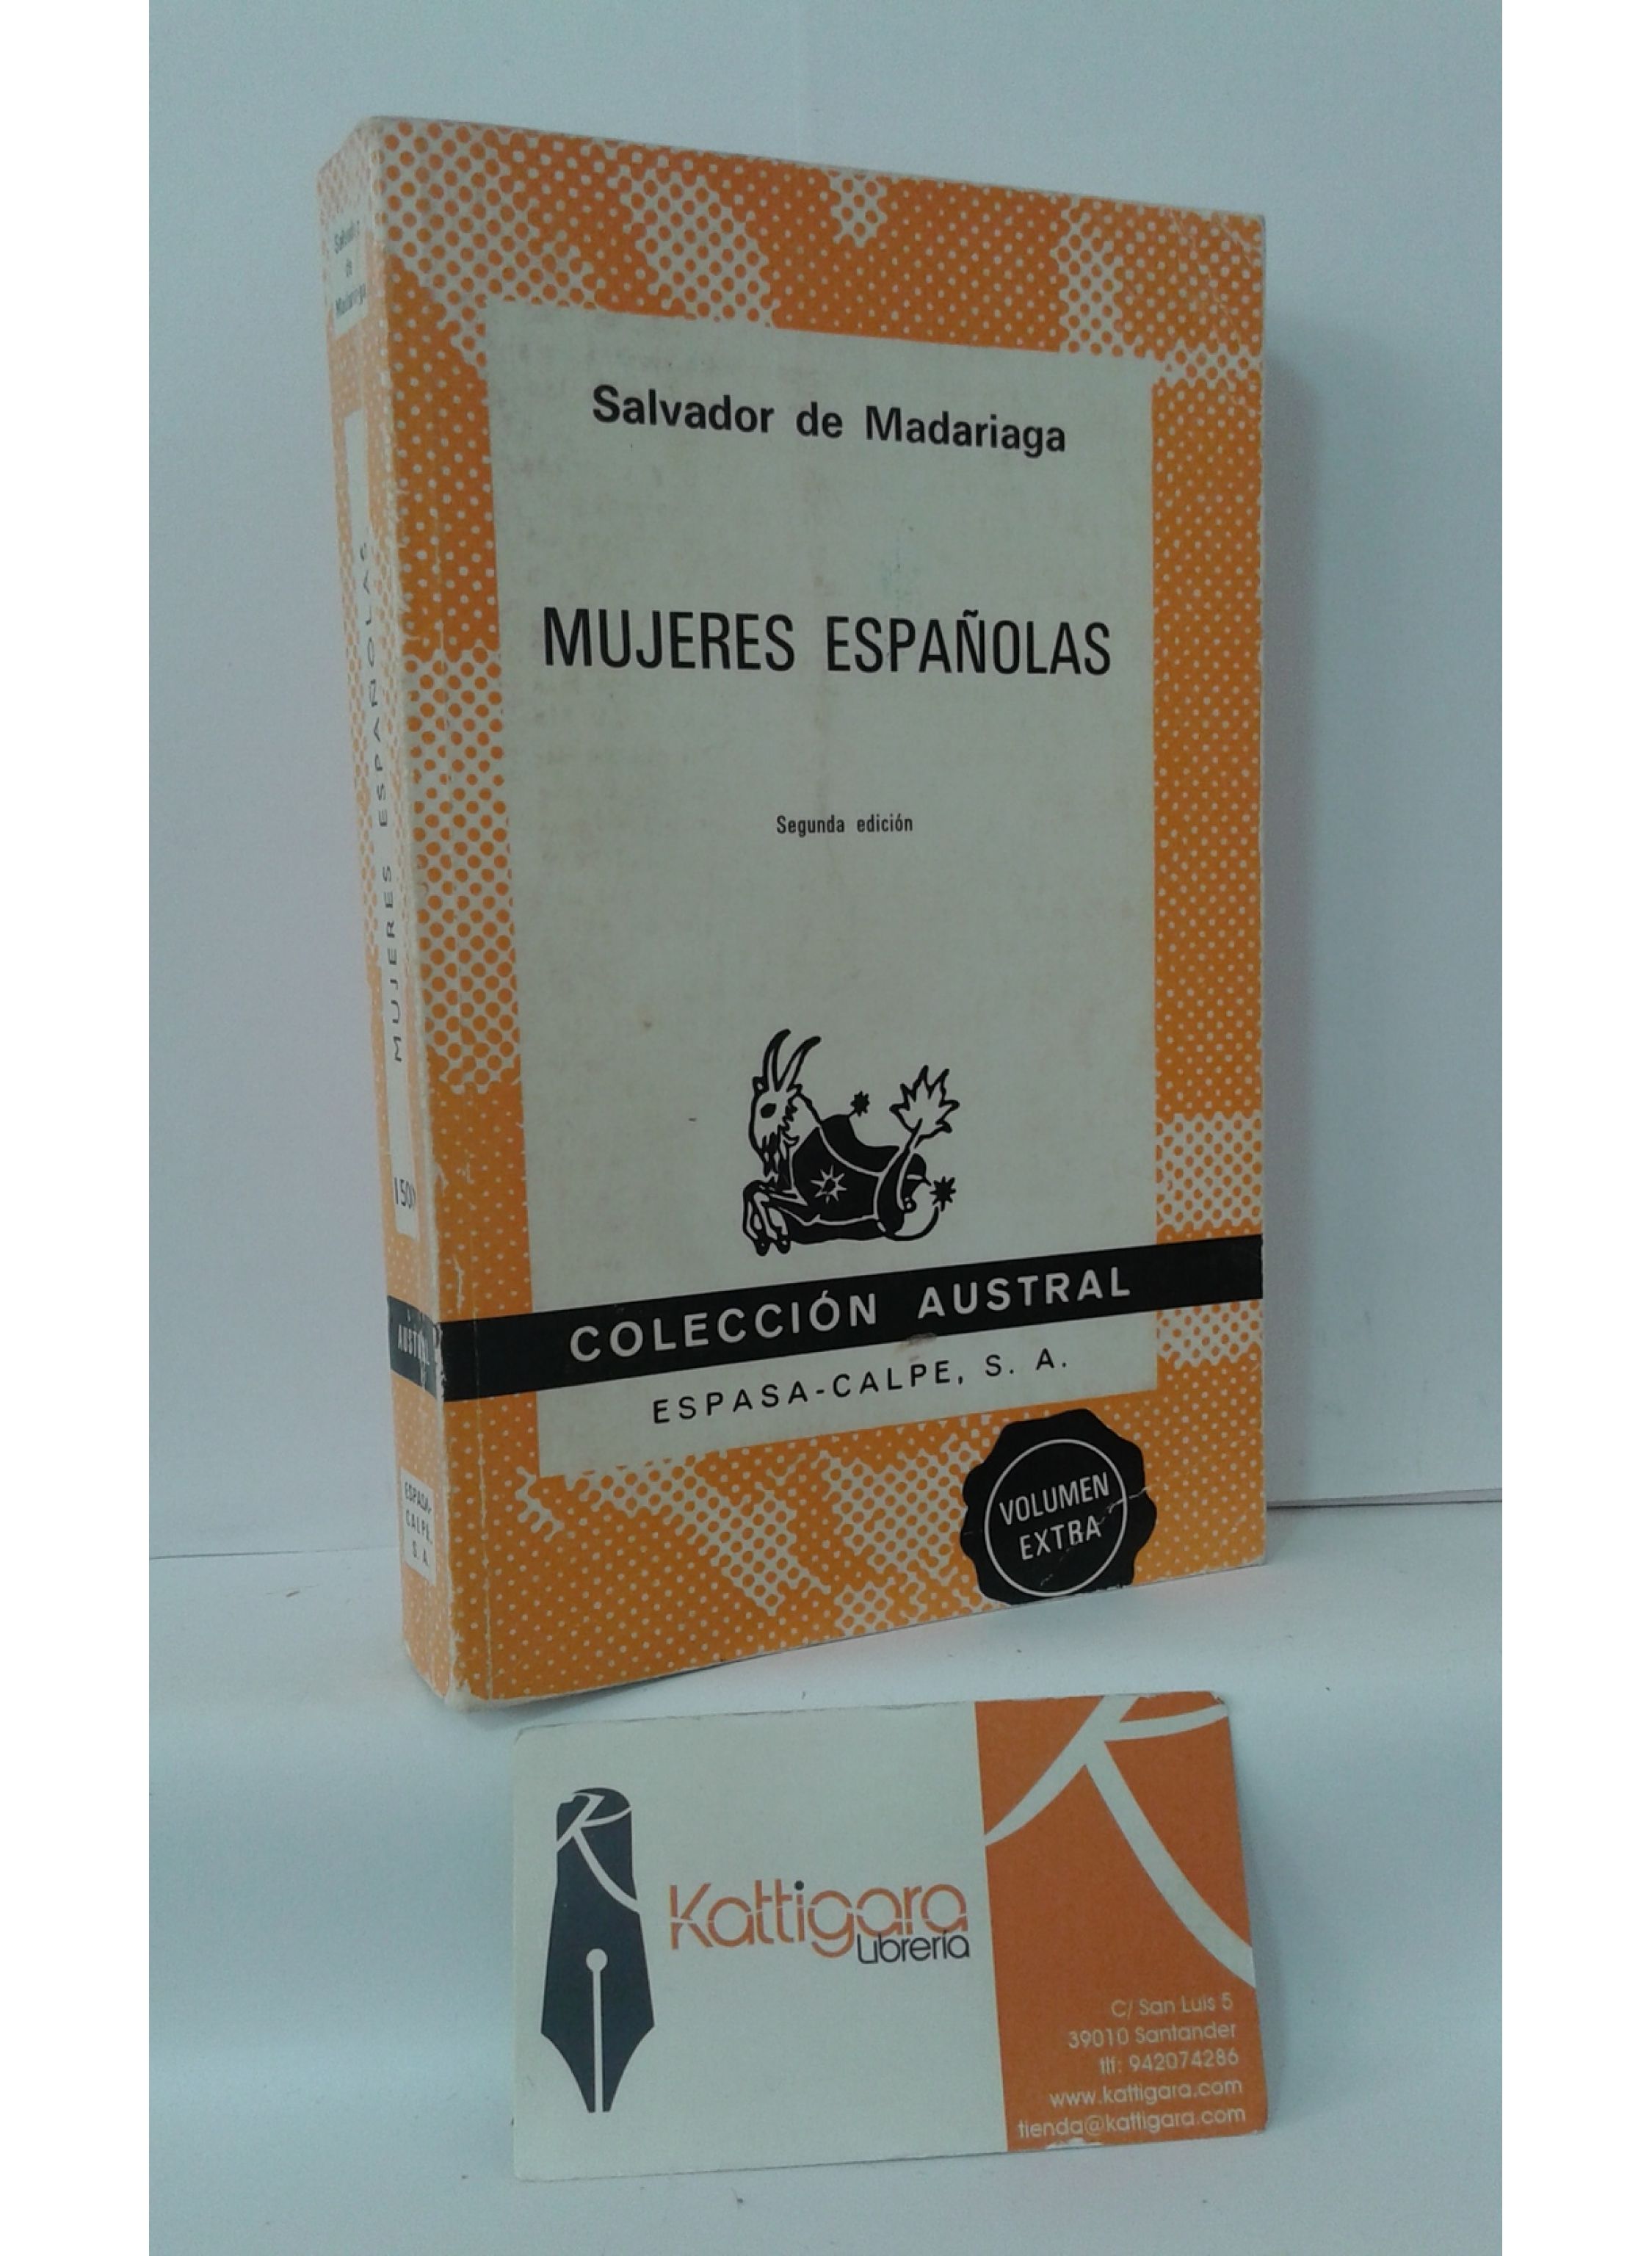 Salvador
de
Madariaga
MUJERES ESPAÑOLAS
1500
AUSTRAL
ESPASA-
CALPE,
S. A.
Salvador de Madariaga
MUJERES ESPAÑOLAS
Segunda edición
COLECCIÓN AUSTRAL
ESPASA-CALPE, S. A.
VOLUMEN
EXTRA
Kattigara
Librería
C/ San Luis 5
39010 Santander
tlf: 942074286
www.kattigara.com
tienda@kattigara.com